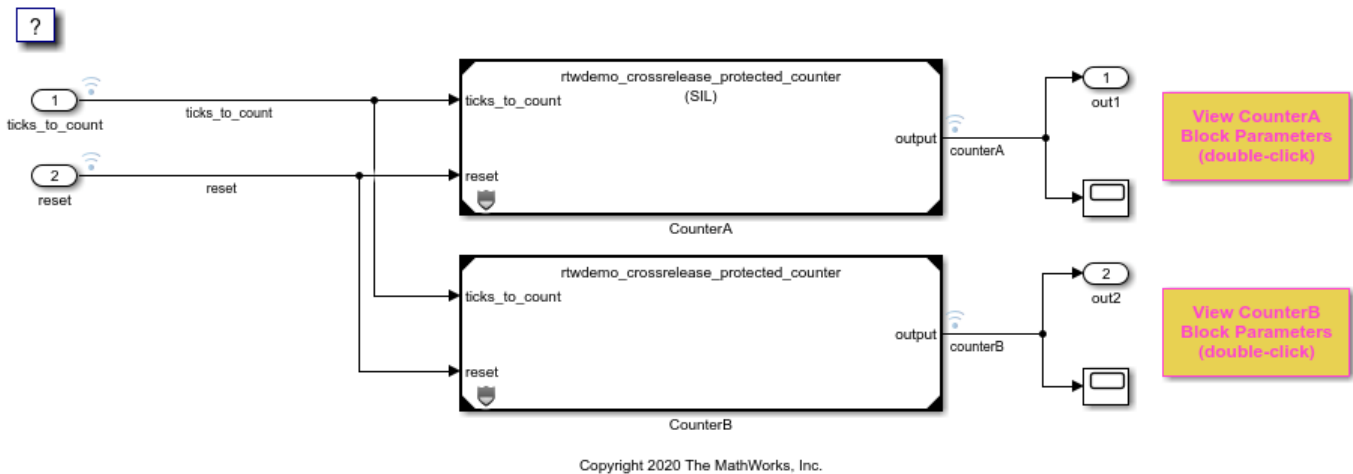 ?
1
ticks_to_count
ticks_to_count
2
reset
reset
rtwdemo_crossrelease_protected_counter
(SIL)
ticks_to_count
output
reset
CounterA
counterA
1
out1
View CounterA
Block Parameters
(double-click)
rtwdemo_crossrelease_protected_counter
ticks_to_count
output
reset
CounterB
counterB
2
out2
View CounterB
Block Parameters
(double-click)
Copyright 2020 The MathWorks, Inc.